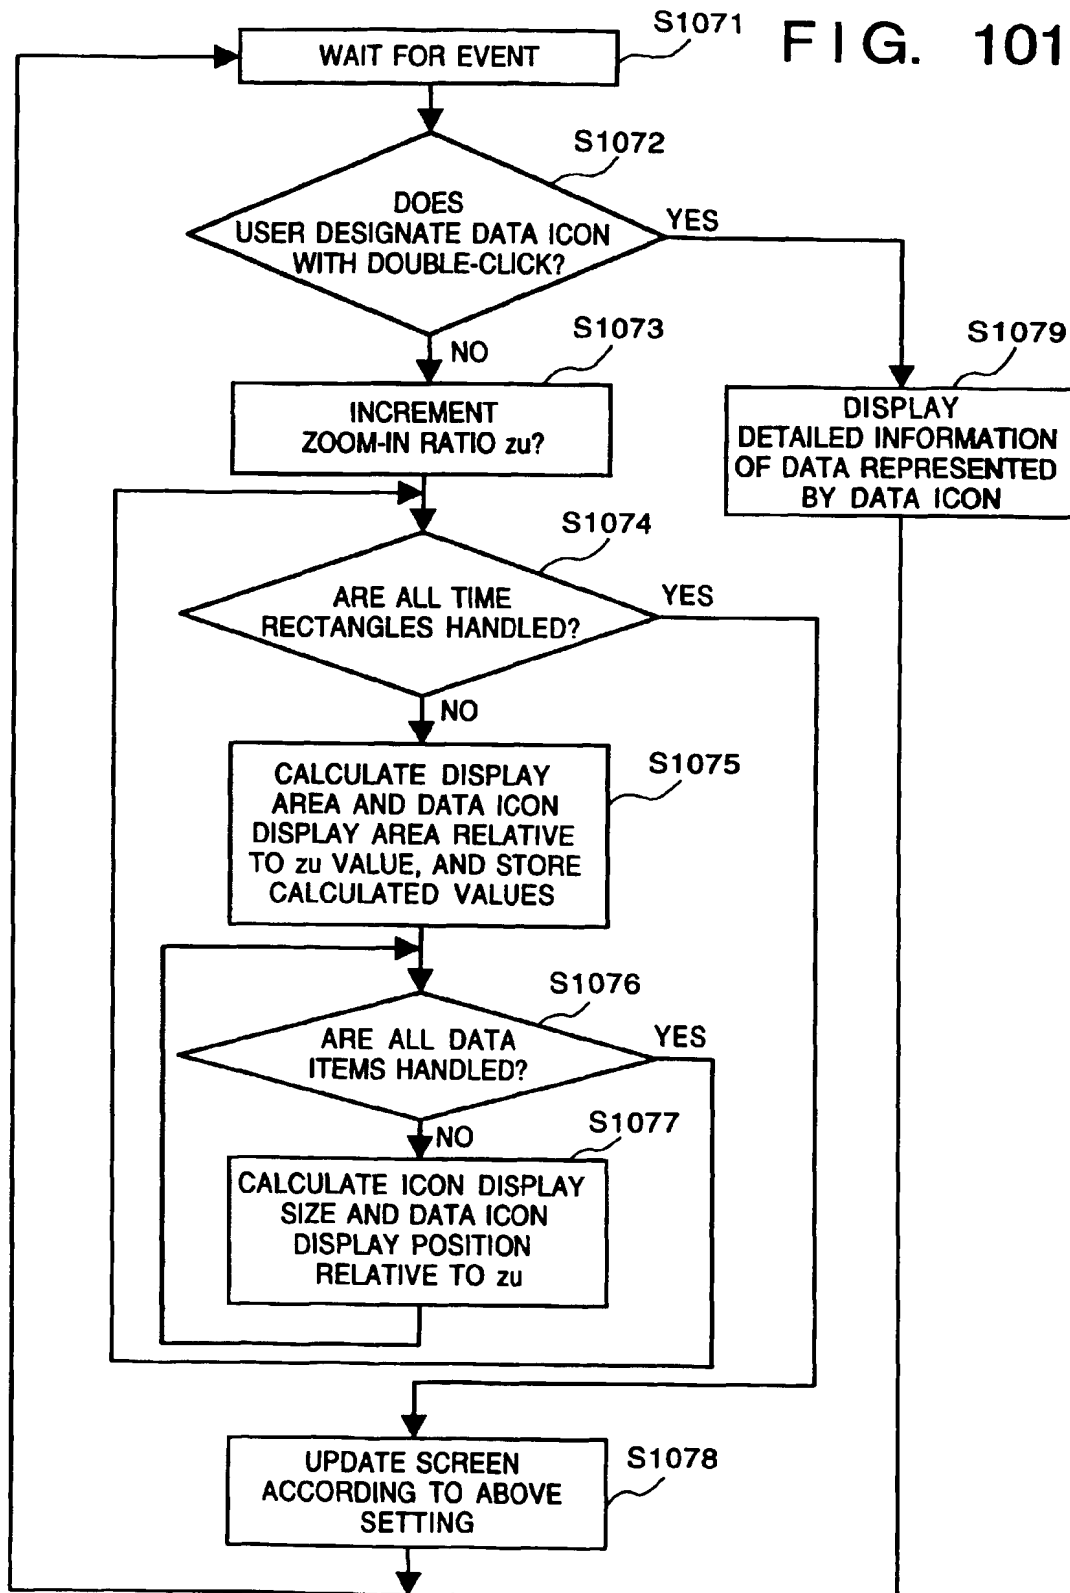 FIG. 101
S1071
WAIT FOR EVENT
S1072
DOES
USER DESIGNATE DATA ICON
WITH DOUBLE-CLICK?
YES
NO
S1073
INCREMENT
ZOOM-IN RATIO zu?
S1079
DISPLAY
DETAILED INFORMATION
OF DATA REPRESENTED
BY DATA ICON
S1074
ARE ALL TIME
RECTANGLES HANDLED?
YES
NO
S1075
CALCULATE DISPLAY
AREA AND DATA ICON
DISPLAY AREA RELATIVE
TO zu VALUE, AND STORE
CALCULATED VALUES
S1076
ARE ALL DATA
ITEMS HANDLED?
YES
NO
S1077
CALCULATE ICON DISPLAY
SIZE AND DATA ICON
DISPLAY POSITION
RELATIVE TO zu
S1078
UPDATE SCREEN
ACCORDING TO ABOVE
SETTING